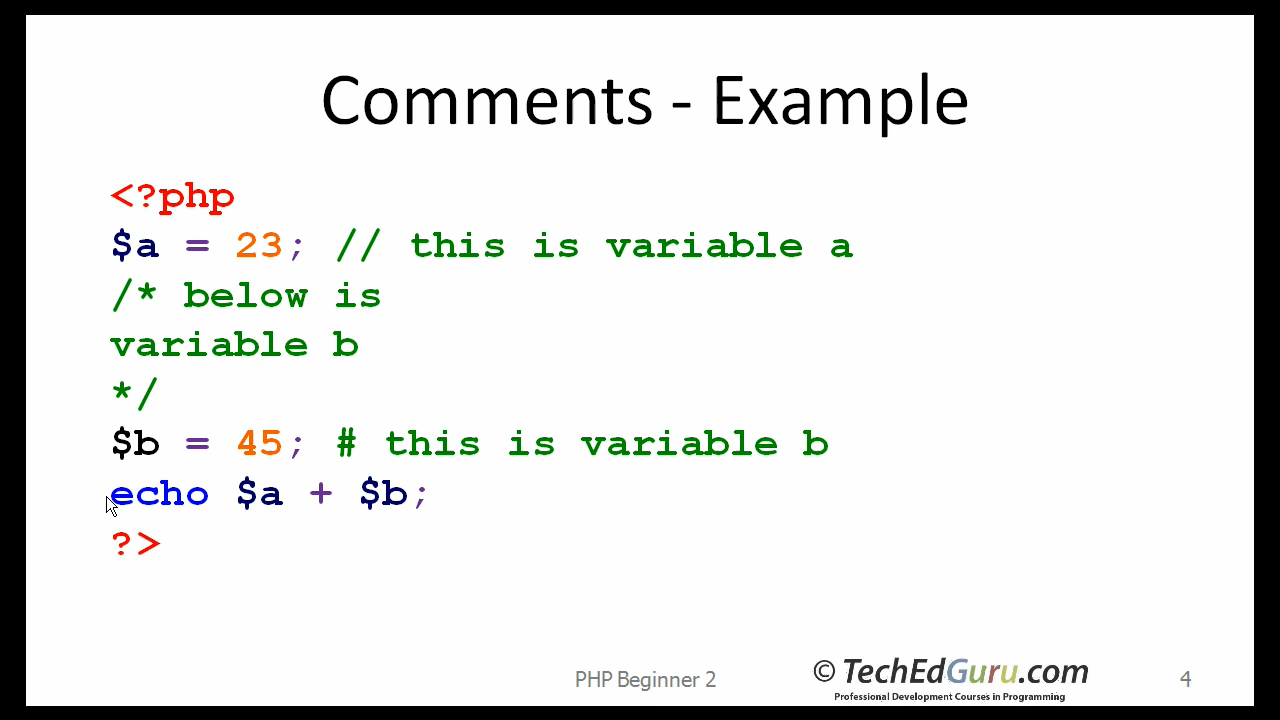 Comments - Example
<?php
$a = 23; // this is variable a
/* below is
variable b
*/
$b = 45; # this is variable b
echo $a + $b;
?>
PHP Beginner 2
© TechEdGuru.com
Professional Development Courses in Programming
4